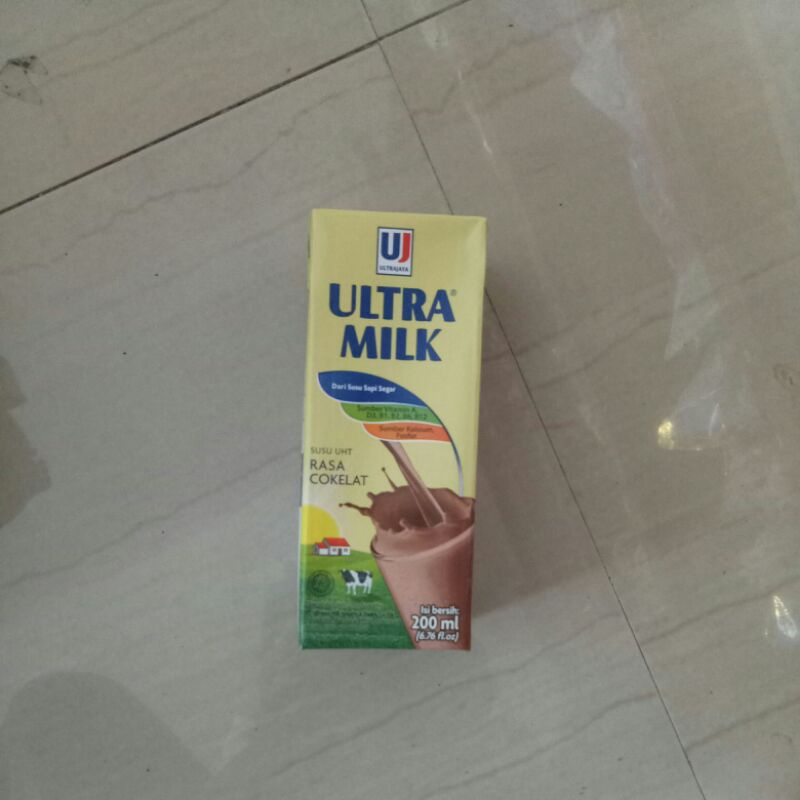 UJ
ULTRAJAYA
ULTRA®
MILK
Dari Susu Sapi Segar
Sumber Vitamin A,
D3, B1, B2, B6, B12
Sumber Kalsium,
Fosfor
SUSU UHT
RASA
COKELAT
Isi bersih:
200 ml
(6.76 fl.oz)